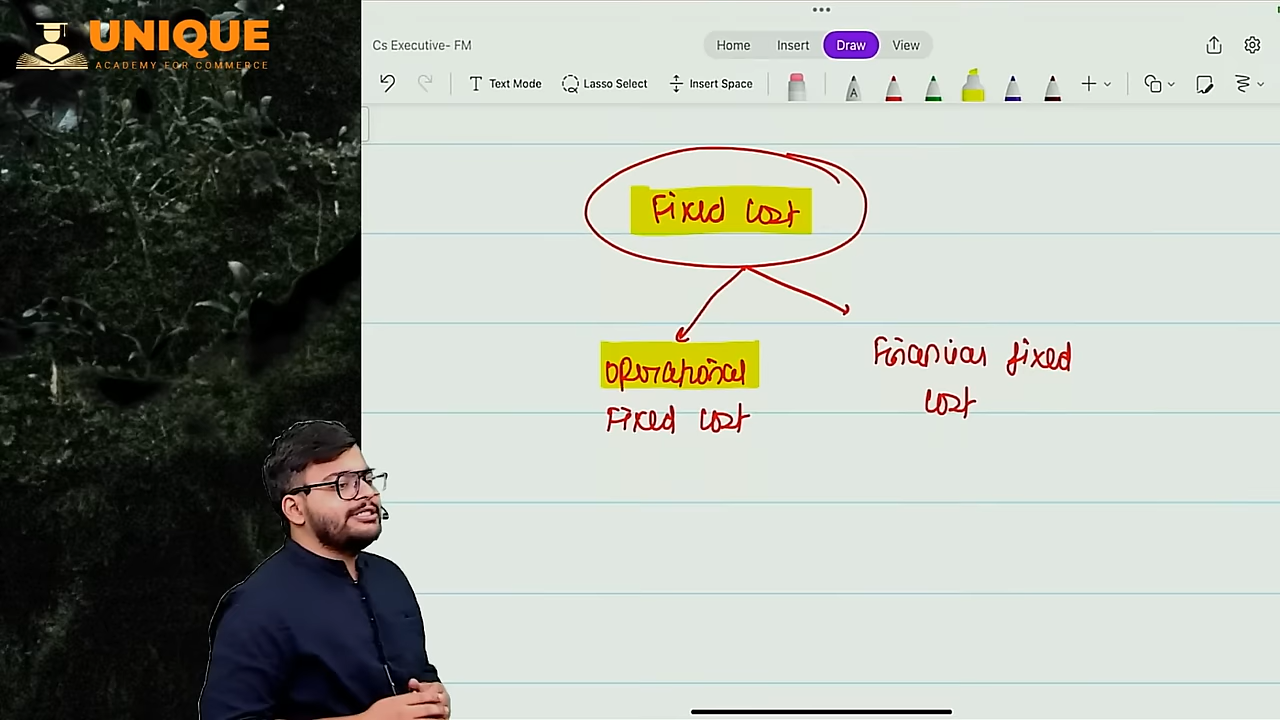 UNIQUE
ACADEMY FOR COMMERCE
Cs Executive- FM
Home Insert Draw View
Text Mode Lasso Select Insert Space
A
Fixed Cost
operational
Fixed Cost
Financial fixed
cost